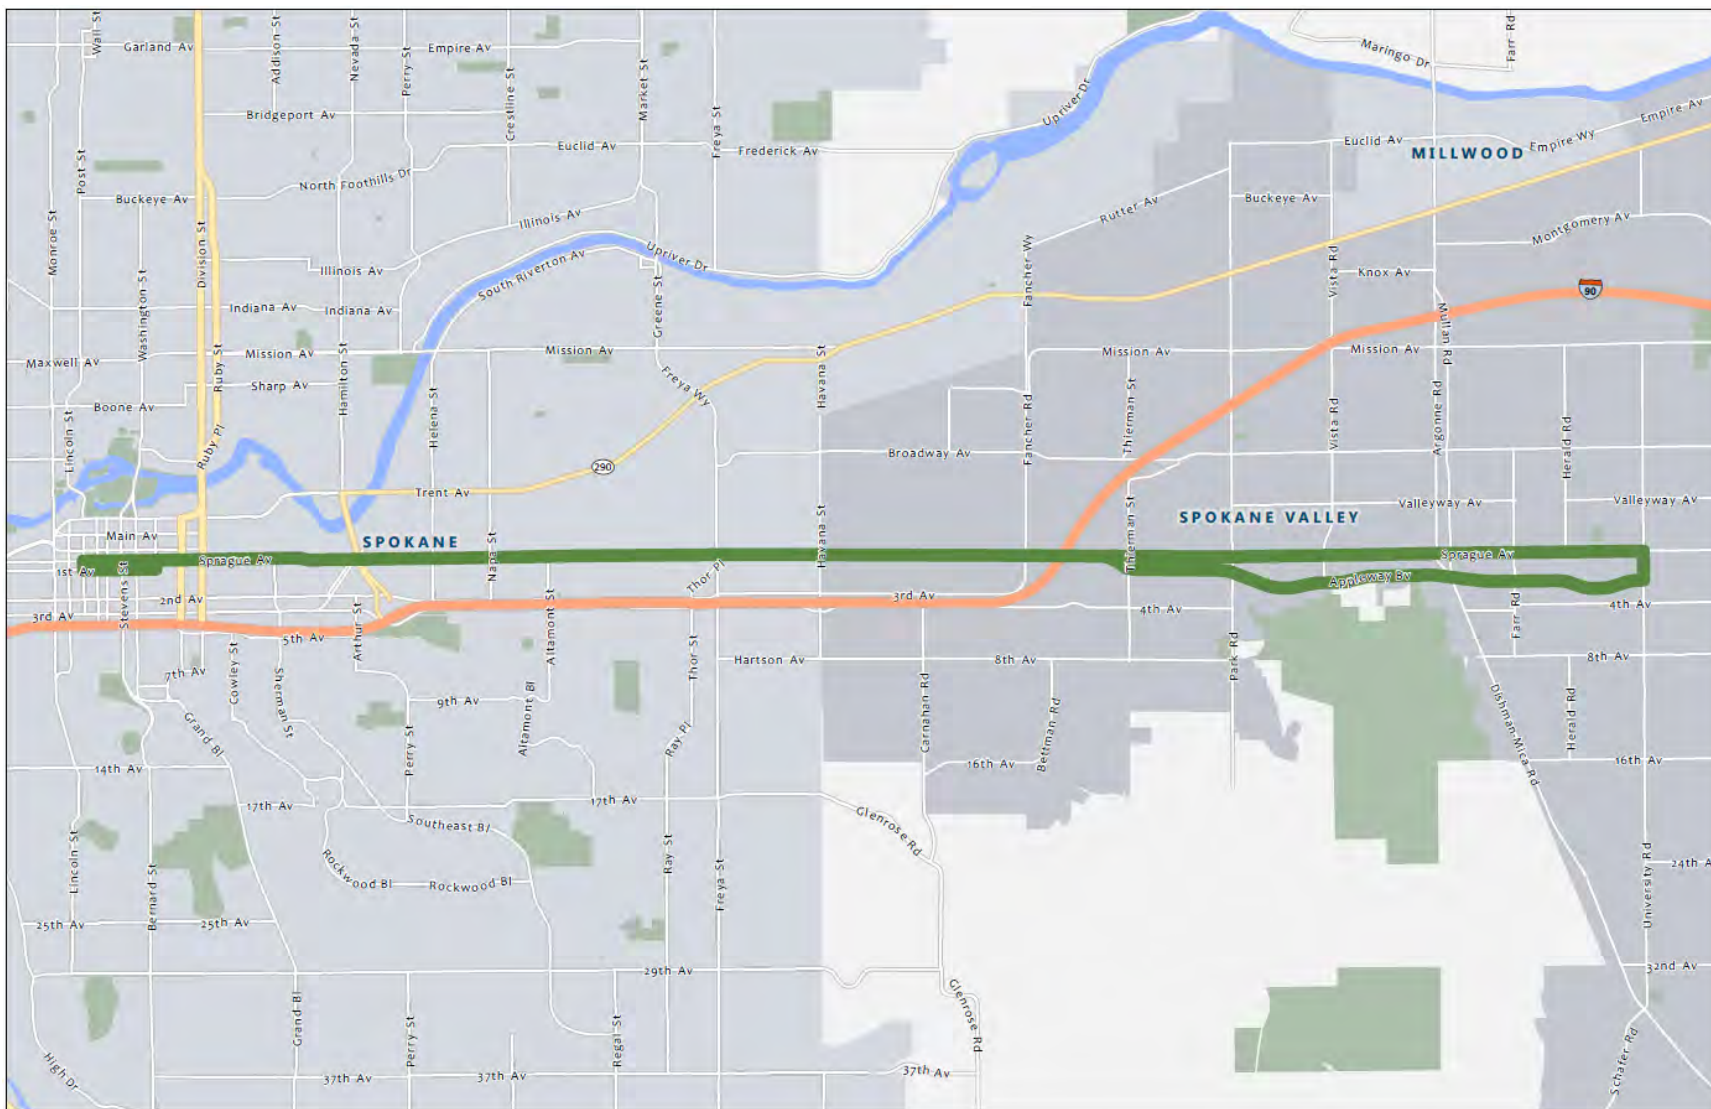 Wall St
Garland Av
Addison St
Nevada St
Perry St
Empire Av
Crestline St
Market St
Freya St
Upriver Dr
Maringo Dr
Farr Rd
Bridgeport Av
Euclid Av
Frederick Av
Euclid Av
Empire Wy
Empire Av
MILLWOOD
Post St
North Foothills Dr
Buckeye Av
Illinois Av
Rutter Av
Buckeye Av
Montgomery Av
Monroe St
Division St
Washington St
Illinois Av
South Riverton Av
Upriver Dr
Greene St
Fancher Wy
Vista Rd
Knox Av
90
Indiana Av
Indiana Av
Mullan Rd
Maxwell Av
Mission Av
Mission Av
Mission Av
Mission Av
Ruby St
Hamilton St
Havana St
Sharp Av
Freya Wy
Thierman St
Boone Av
Helena St
Fancher Rd
Vista Rd
Argonne Rd
Herald Rd
Lincoln St
Ruby Pl
290
Broadway Av
Trent Av
Valleyway Av
Valleyway Av
Main Av
SPOKANE
Napa St
Havana St
Thierman St
SPOKANE VALLEY
1st Av
Sprague Av
Sprague Av
Stevens St
Thor Pl
Appleway Bv
2nd Av
3rd Av
3rd Av
4th Av
4th Av
Farr Rd
5th Av
Arthur St
Altamont St
Thor St
Hartson Av
8th Av
Park Rd
8th Av
7th Av
Cowley St
Sherman St
9th Av
Altamont Bl
Ray Pl
Carnahan Rd
Bettman Rd
Dishman-Mica Rd
Herald Rd
Grand Bl
Perry St
14th Av
16th Av
16th Av
17th Av
17th Av
Southeast Bl
Glenrose Rd
Lincoln St
Bernard St
Rockwood Bl
Rockwood Bl
Ray St
Freya St
24th A
University Rd
25th Av
25th Av
29th Av
32nd Av
Grand Bl
Perry St
Regal St
Glenrose Rd
High Dr
37th Av
37th Av
37th Av
Schafer Rd